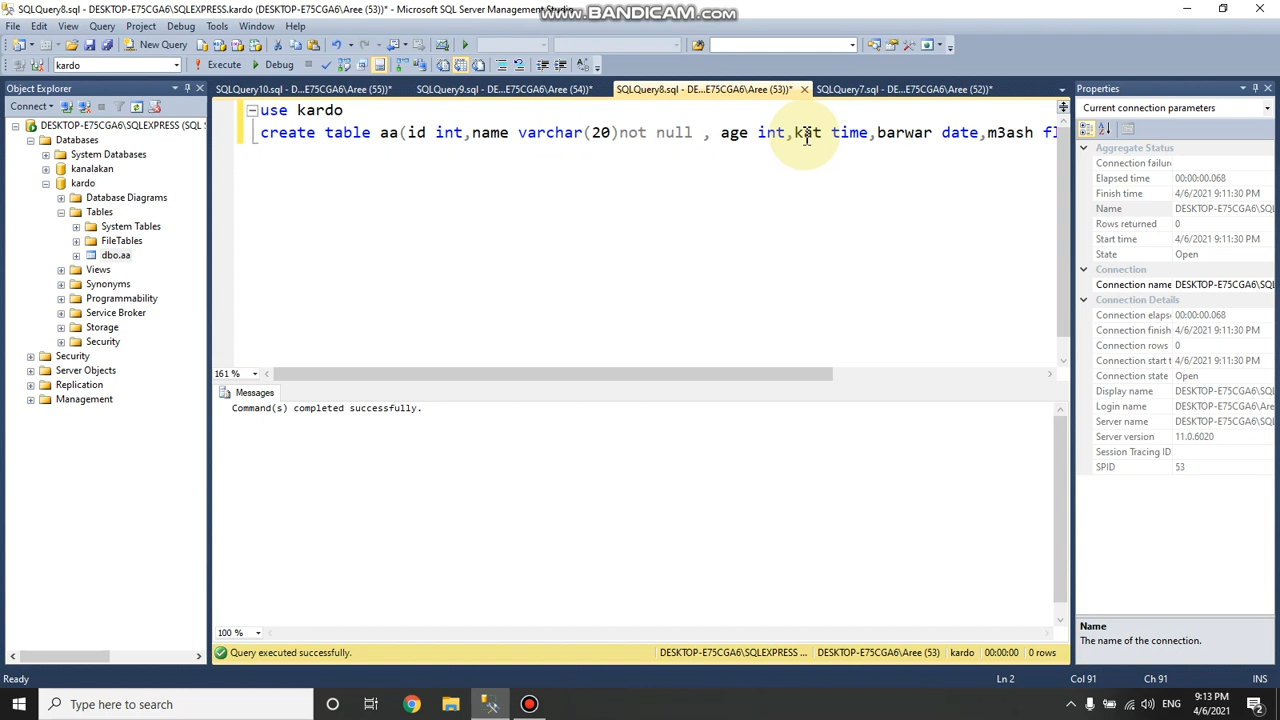 SQLQuery8.sql - DESKTOP-E75CGA6\SQLEXPRESS.kardo (DESKTOP-E75CGA6\Aree (53))* - Microsoft SQL Server Management Studio
www.BANDICAM.com
File Edit View Query Project Debug Tools Window Help
New Query
kardo Execute Debug
Object Explorer
SQLQuery10.sql - DE...E75CGA6\Aree (55))* SQLQuery9.sql - DE...E75CGA6\Aree (54))* SQLQuery8.sql - DE...E75CGA6\Aree (53))* SQLQuery7.sql - DE...E75CGA6\Aree (52))*
Connect
DESKTOP-E75CGA6\SQLEXPRESS (SQL S
Databases
System Databases
kanalakan
kardo
Database Diagrams
Tables
System Tables
FileTables
dbo.aa
Views
Synonyms
Programmability
Service Broker
Storage
Security
Security
Server Objects
Replication
Management
use kardo
create table aa(id int,name varchar(20)not null , age int,kat time,barwar date,m3ash fl
161 %
Messages
Command(s) completed successfully.
100 %
Query executed successfully. DESKTOP-E75CGA6\SQLEXPRESS ... DESKTOP-E75CGA6\Aree (53) kardo 00:00:00 0 rows
Properties
Current connection parameters
Aggregate Status
Connection failure
Elapsed time 00:00:00.068
Finish time 4/6/2021 9:11:30 PM
Name DESKTOP-E75CGA6\SQL
Rows returned 0
Start time 4/6/2021 9:11:30 PM
State Open
Connection
Connection name DESKTOP-E75CGA6\SQL
Connection Details
Connection elaps 00:00:00.068
Connection finish 4/6/2021 9:11:30 PM
Connection rows 0
Connection start t 4/6/2021 9:11:30 PM
Connection state Open
Display name DESKTOP-E75CGA6\SQL
Login name DESKTOP-E75CGA6\Are
Server name DESKTOP-E75CGA6\SQL
Server version 11.0.6020
Session Tracing ID
SPID 53
Name
The name of the connection.
Ready Ln 2 Col 91 Ch 91 INS
Type here to search
ENG
9:13 PM
4/6/2021
2